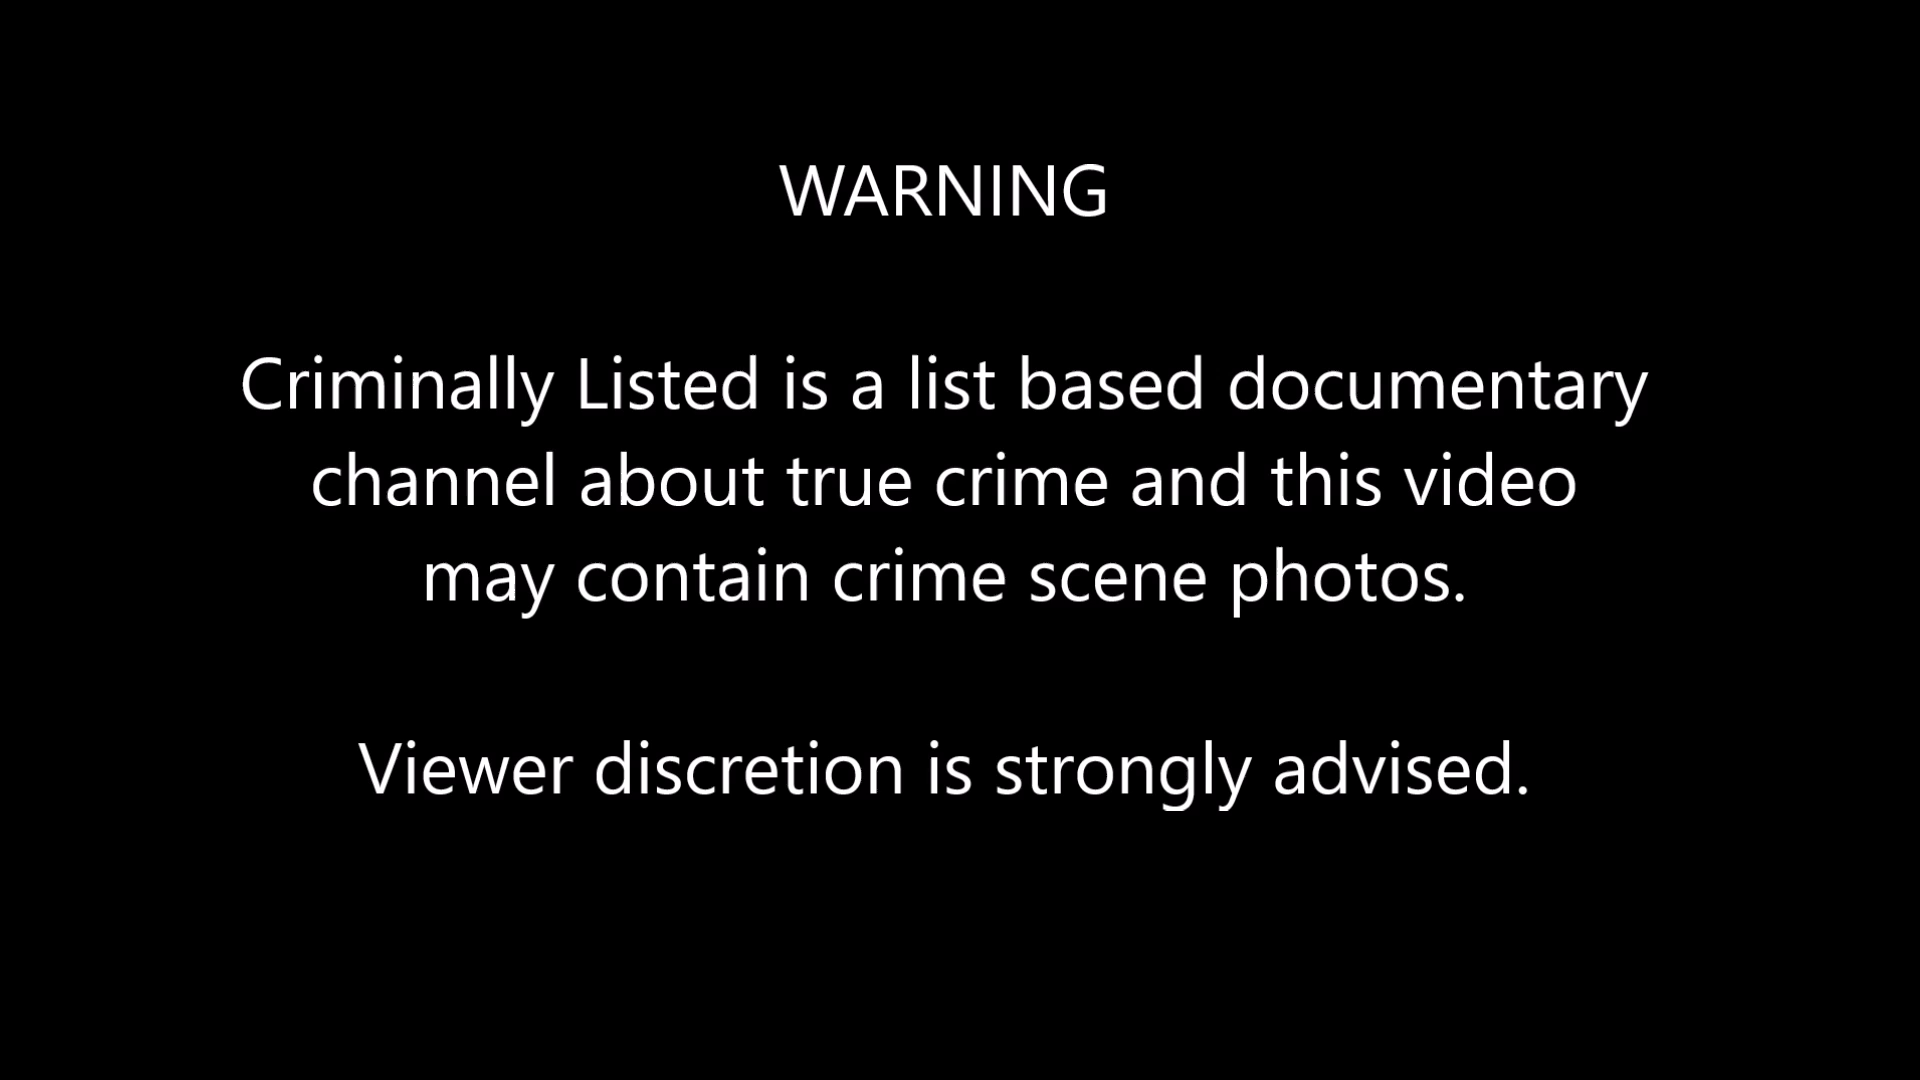 WARNING
Criminally Listed is a list based documentary
channel about true crime and this video
may contain crime scene photos.
Viewer discretion is strongly advised.